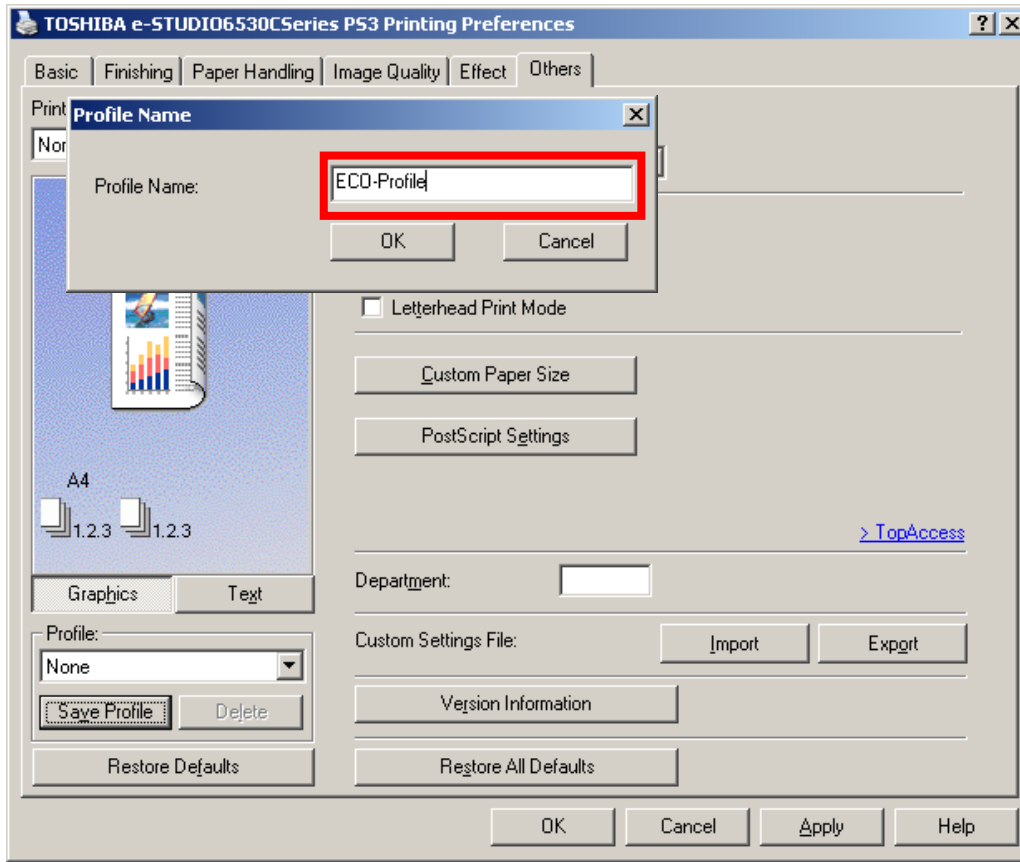 TOSHIBA e-STUDIO6530CSeries PS3 Printing Preferences
Basic Finishing Paper Handling Image Quality Effect Others
Print
Profile Name
Non
Profile Name: ECO-Profile
OK Cancel
Letterhead Print Mode
Custom Paper Size
PostScript Settings
A4
1.2.3 1.2.3
> TopAccess
Graphics Text
Department:
Profile:
None
Custom Settings File: Import Export
Save Profile Delete
Version Information
Restore Defaults
Restore All Defaults
OK Cancel Apply Help